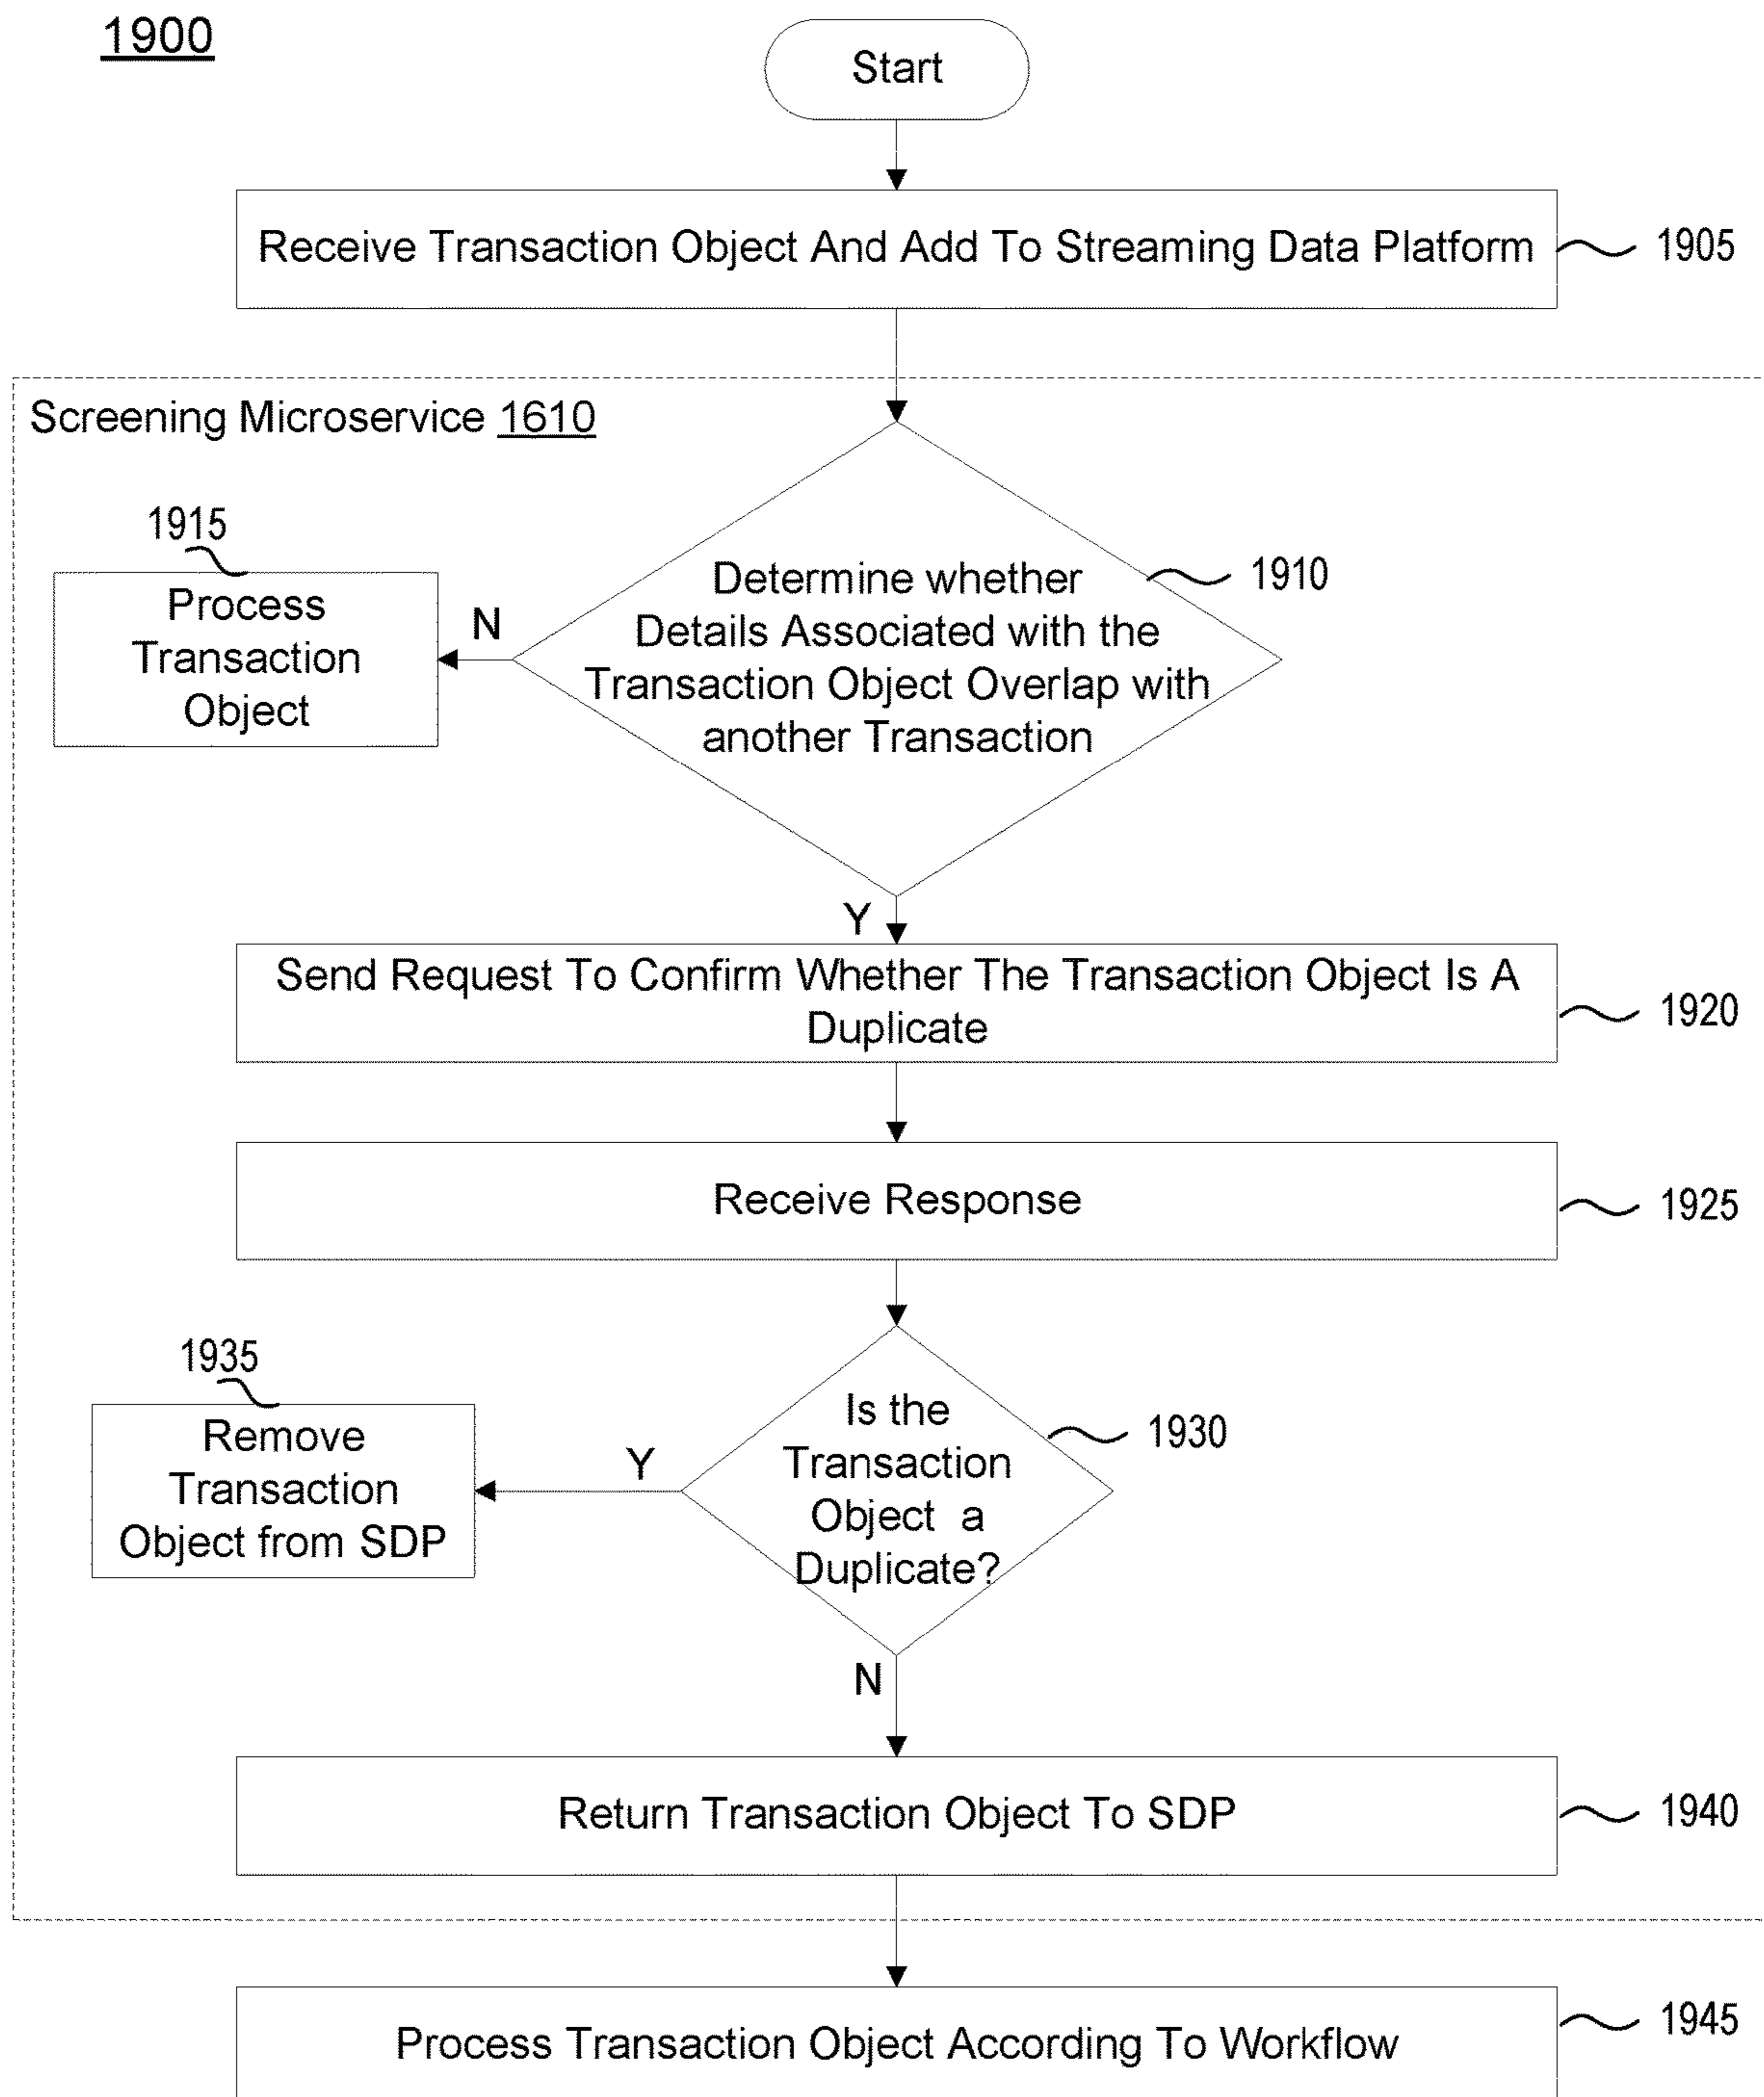 1900
Start
Receive Transaction Object And Add To Streaming Data Platform
1905
Screening Microservice 1610
1915
Process
Transaction
Object
N
Determine whether
Details Associated with the
Transaction Object Overlap with
another Transaction
1910
Y
Send Request To Confirm Whether The Transaction Object Is A
Duplicate
1920
Receive Response
1925
1935
Remove
Transaction
Object from SDP
Y
Is the
Transaction
Object a
Duplicate?
1930
N
Return Transaction Object To SDP
1940
Process Transaction Object According To Workflow
1945